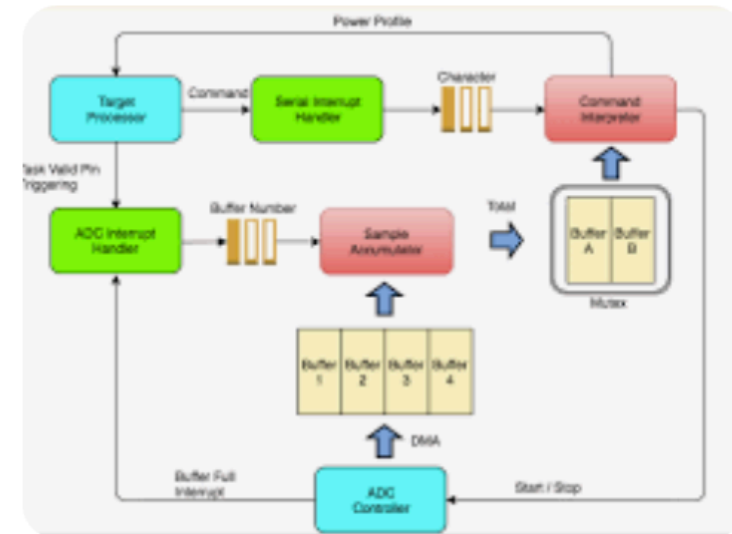 Power Profile
Target
Processor
Command
Serial Interrupt
Handler
Character
Command
Interpreter
Task Valid Pin
Triggering
ADC Interrupt
Handler
Buffer Number
Sample
Accumulator
Total
Buffer
A
Buffer
B
Mutex
Buffer
1
Buffer
2
Buffer
3
Buffer
4
DMA
Buffer Full
Interrupt
ADC
Controller
Start / Stop